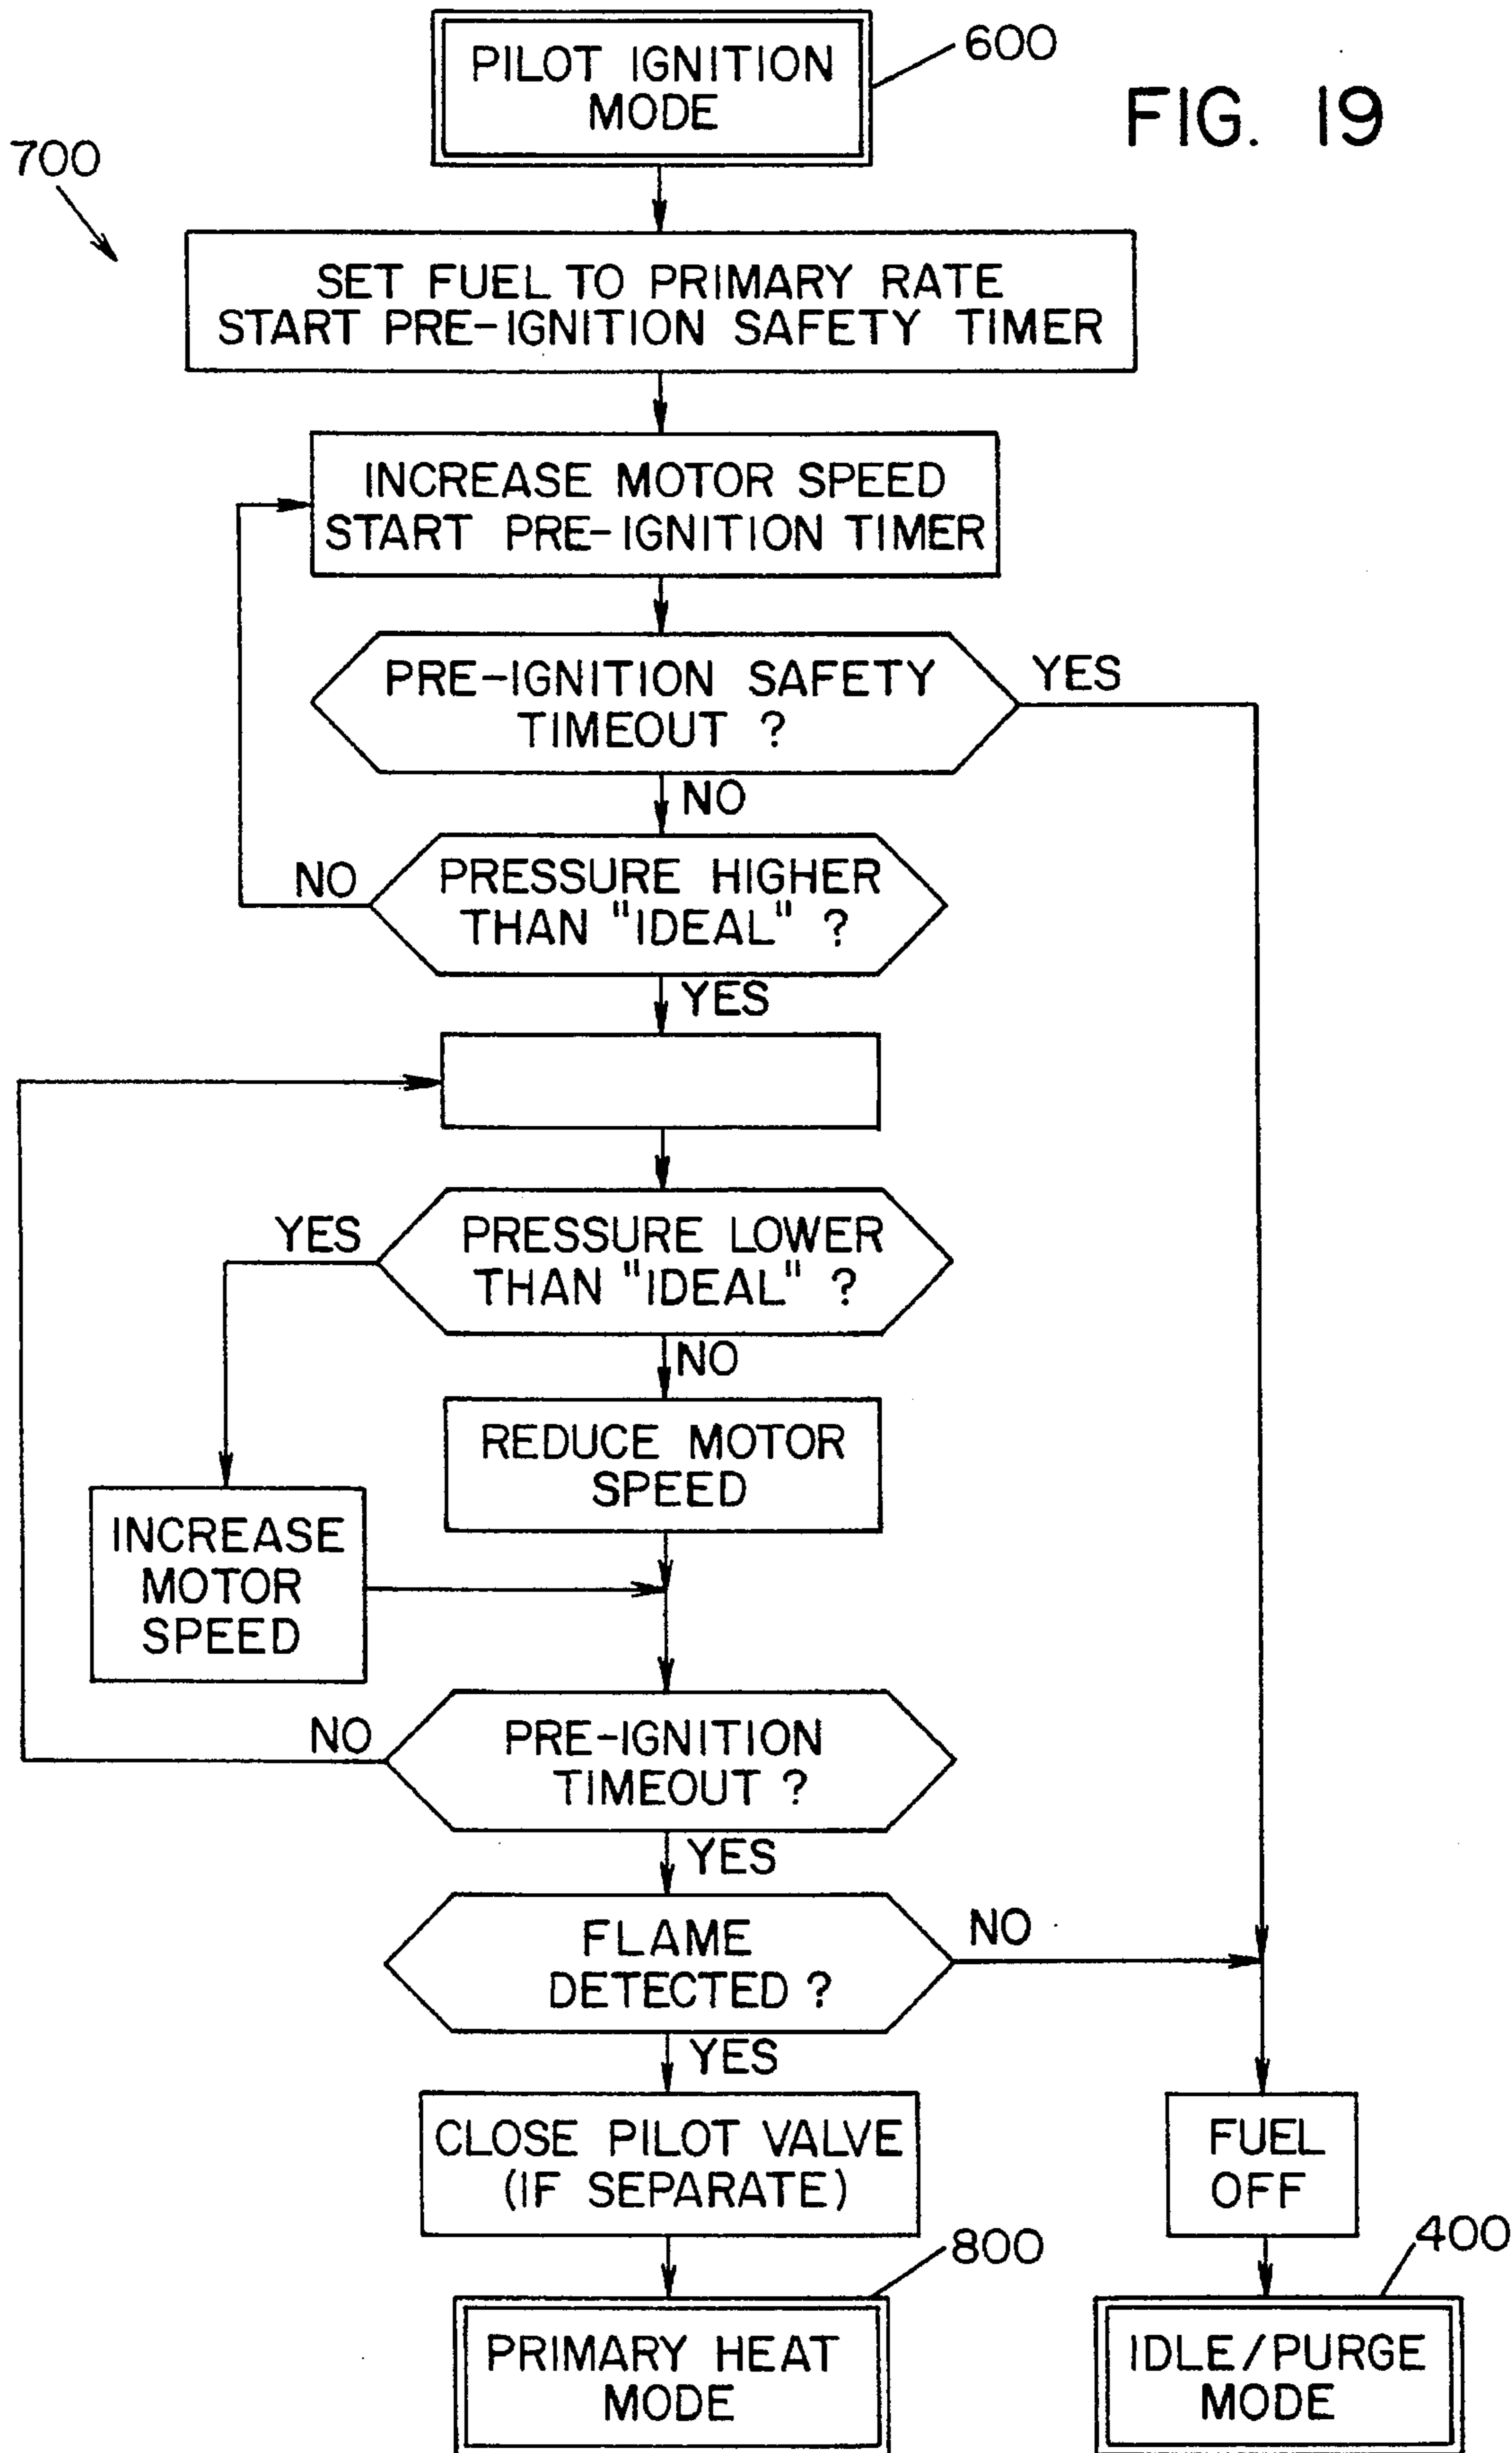 600
PILOT IGNITION
MODE
FIG. 19
700
SET FUEL TO PRIMARY RATE
START PRE-IGNITION SAFETY TIMER
INCREASE MOTOR SPEED
START PRE-IGNITION TIMER
PRE-IGNITION SAFETY
TIMEOUT ?
YES
NO
PRESSURE HIGHER
THAN "IDEAL" ?
NO
YES
PRESSURE LOWER
THAN "IDEAL" ?
YES
NO
REDUCE MOTOR
SPEED
INCREASE
MOTOR
SPEED
PRE-IGNITION
TIMEOUT ?
NO
YES
FLAME
DETECTED ?
NO
YES
CLOSE PILOT VALVE
(IF SEPARATE)
FUEL
OFF
800
400
PRIMARY HEAT
MODE
IDLE/PURGE
MODE